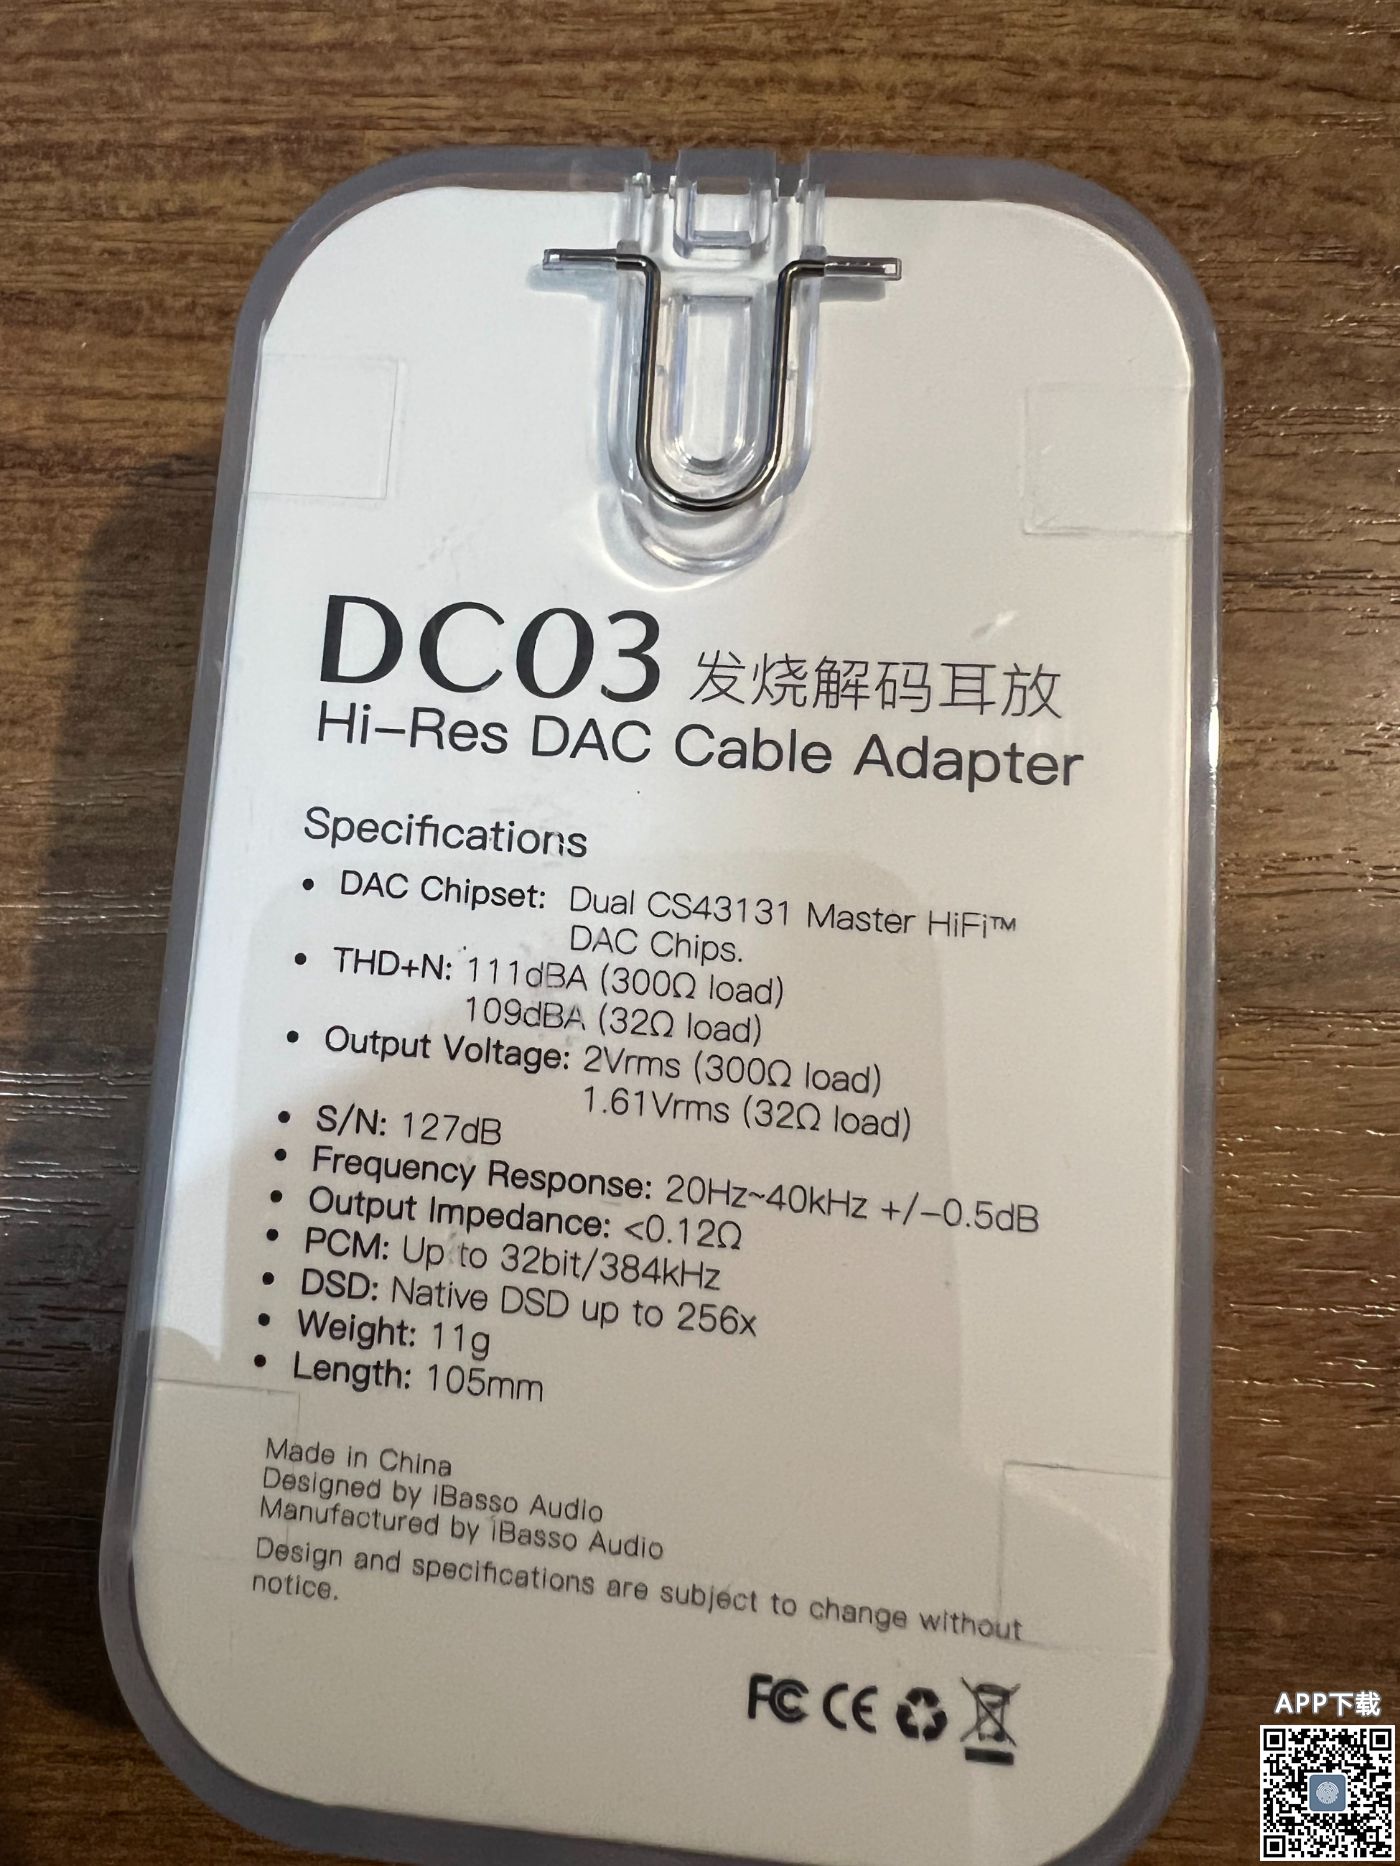 DC03 发烧解码耳放
Hi-Res DAC Cable Adapter
Specifications
• DAC Chipset: Dual CS43131 Master HiFi™
DAC Chips.
• THD+N: 111dBA (300Ω load)
109dBA (32Ω load)
• Output Voltage: 2Vrms (300Ω load)
1.61Vrms (32Ω load)
• S/N: 127dB
• Frequency Response: 20Hz~40kHz +/-0.5dB
• Output Impedance: <0.12Ω
• PCM: Up to 32bit/384kHz
• DSD: Native DSD up to 256x
• Weight: 11g
• Length: 105mm
Made in China
Designed by iBasso Audio
Manufactured by iBasso Audio
Design and specifications are subject to change without
notice.
FC CE
APP下载